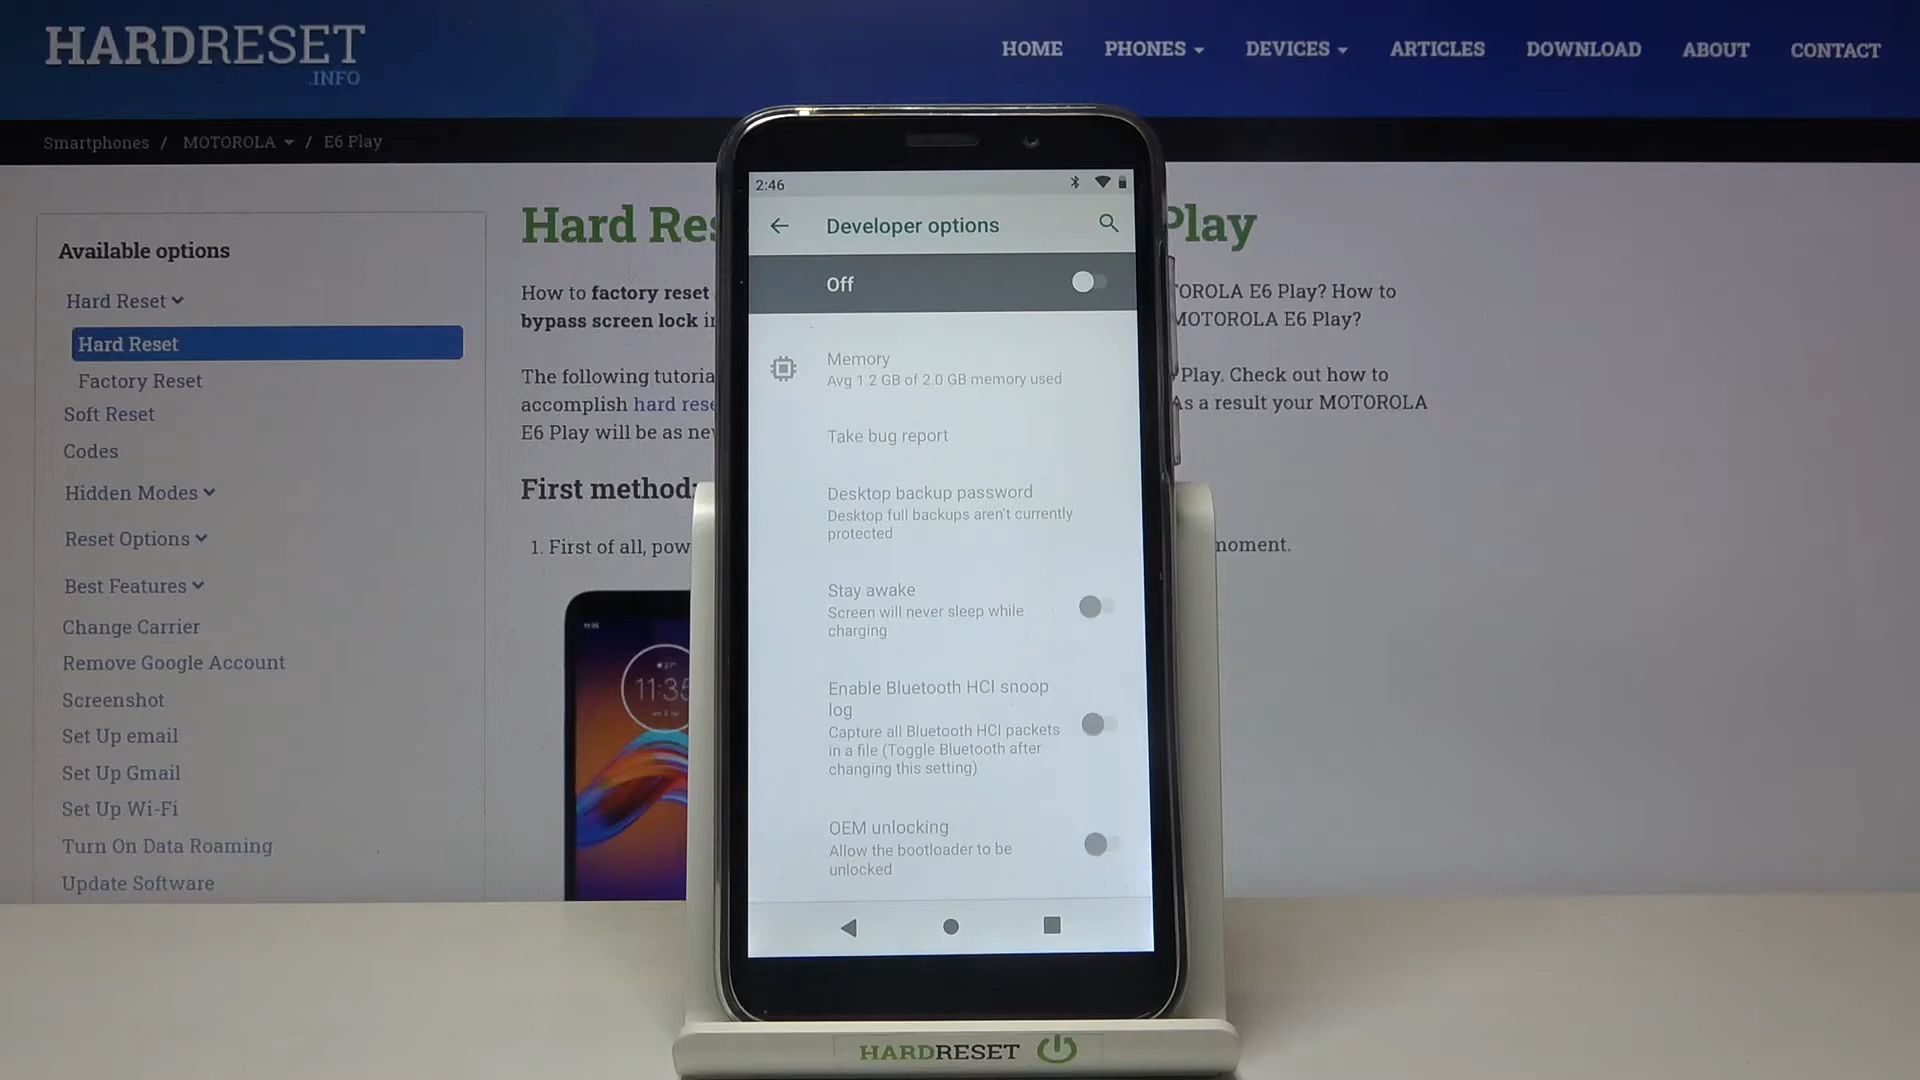 HARDRESET
.INFO
HOME PHONES DEVICES ARTICLES DOWNLOAD ABOUT CONTACT
Smartphones / MOTOROLA / E6 Play
Available options
Hard Reset
Hard Reset
Factory Reset
Soft Reset
Codes
Hidden Modes
Reset Options
Best Features
Change Carrier
Remove Google Account
Screenshot
Set Up email
Set Up Gmail
Set Up Wi-Fi
Turn On Data Roaming
Update Software
Hard Res Play
How to factory reset TOROLA E6 Play? How to
bypass screen lock in MOTOROLA E6 Play?
The following tutoria Play. Check out how to
accomplish hard rese As a result your MOTOROLA
E6 Play will be as new
First method:
1. First of all, pow moment.
11:35
2:46
Developer options
Off
Memory
Avg 1.2 GB of 2.0 GB memory used
Take bug report
Desktop backup password
Desktop full backups aren't currently
protected
Stay awake
Screen will never sleep while
charging
Enable Bluetooth HCI snoop
log
Capture all Bluetooth HCI packets
in a file (Toggle Bluetooth after
changing this setting)
OEM unlocking
Allow the bootloader to be
unlocked
HARDRESET